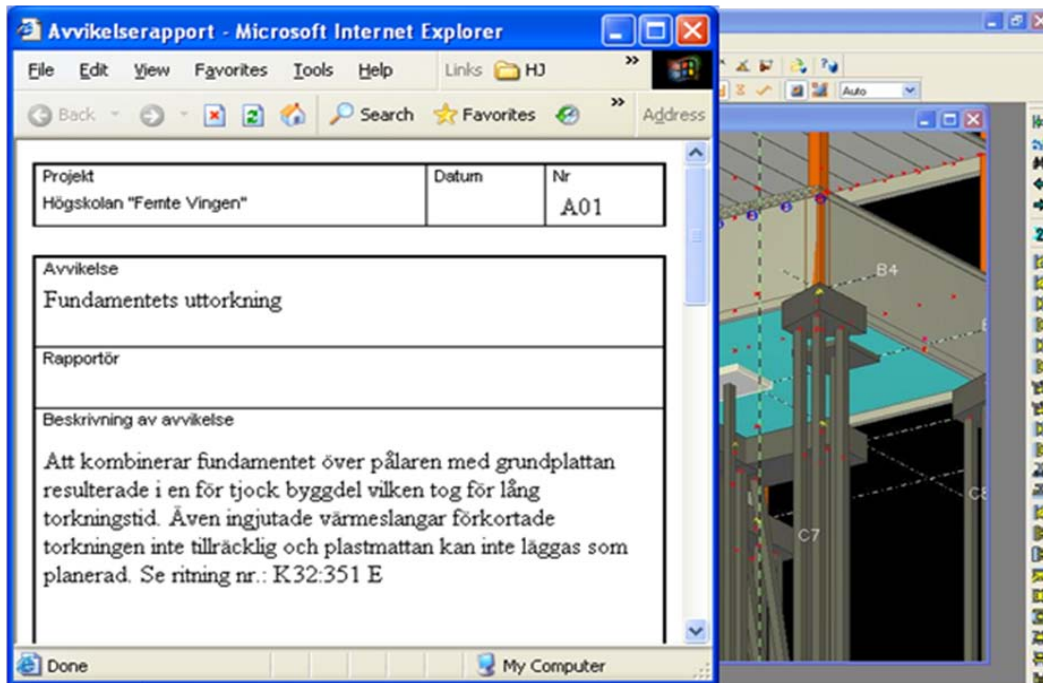 Avvikelserapport - Microsoft Internet Explorer
File Edit View Favorites Tools Help Links HJ »
Back Search Favorites » Address
Projekt Datum Nr
Högskolan "Femte Vingen" A01
Avvikelse
Fundamentets uttorkning
Rapportör
Beskrivning av avvikelse
Att kombinerar fundamentet över pålaren med grundplattan
resulterade i en för tjock byggdel vilken tog för lång
torkningstid. Även ingjutade värmeslangar förkortade
torkningen inte tillräcklig och plastmattan kan inte läggas som
planerad. Se ritning nr.: K32:351 E
Done My Computer
Auto
B4
C7